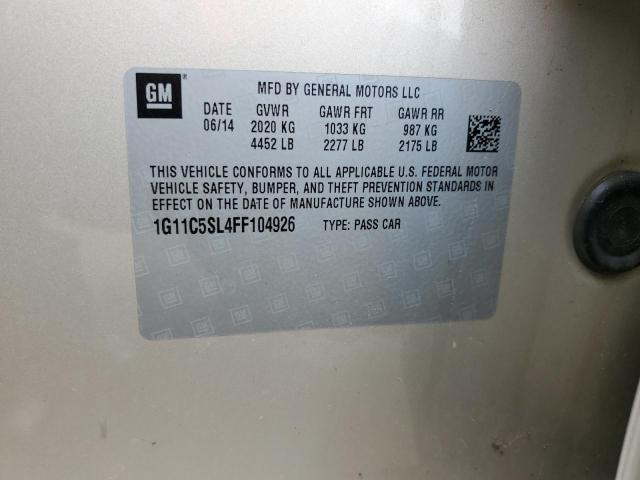 GM
MFD BY GENERAL MOTORS LLC
DATE GVWR GAWR FRT GAWR RR
06/14 2020 KG 1033 KG 987 KG
4452 LB 2277 LB 2175 LB
THIS VEHICLE CONFORMS TO ALL APPLICABLE U.S. FEDERAL MOTOR
VEHICLE SAFETY, BUMPER, AND THEFT PREVENTION STANDARDS IN
EFFECT ON THE DATE OF MANUFACTURE SHOWN ABOVE.
1G11C5SL4FF104926 TYPE: PASS CAR